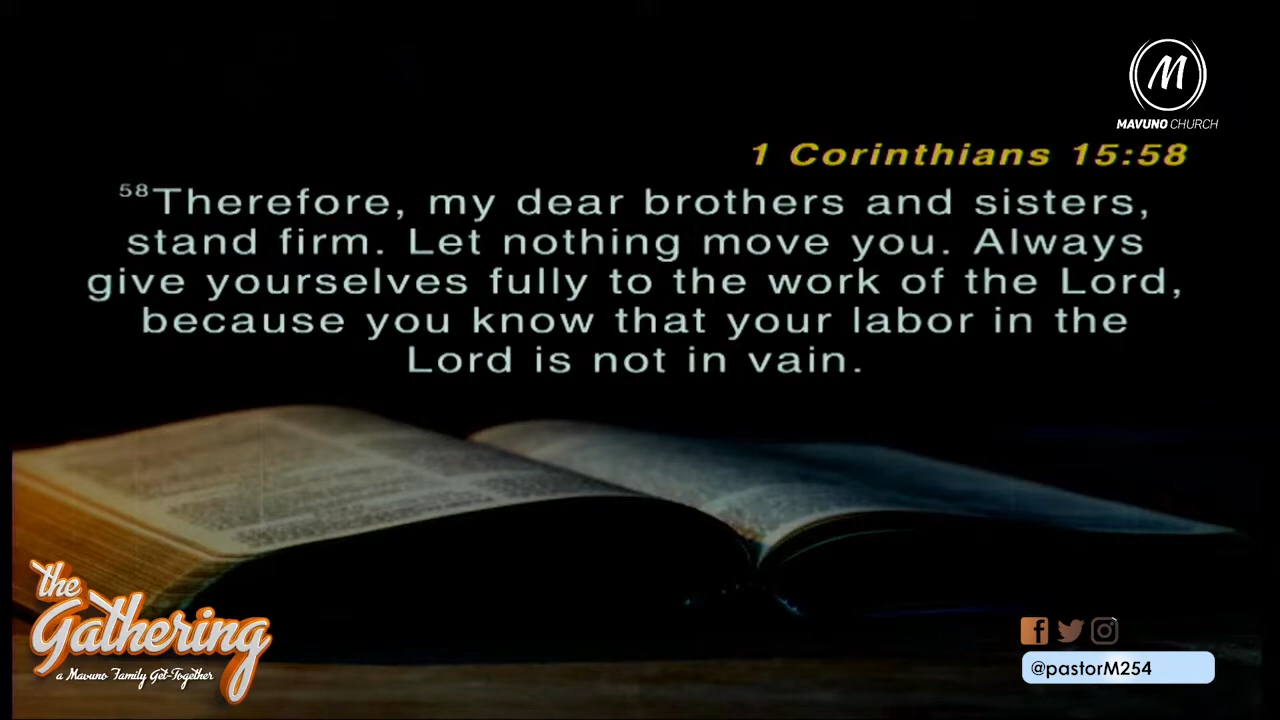 M
MAVUNO CHURCH
1 Corinthians 15:58
58Therefore, my dear brothers and sisters,
stand firm. Let nothing move you. Always
give yourselves fully to the work of the Lord,
because you know that your labor in the
Lord is not in vain.
the
Gathering
a Mavuno Family Get-Together
@pastorM254